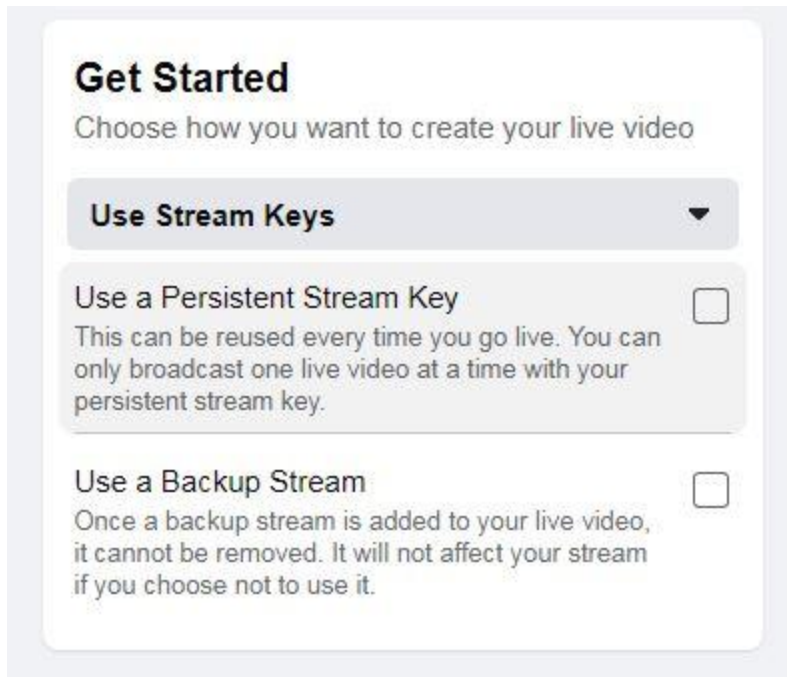 Get Started
Choose how you want to create your live video
Use Stream Keys
Use a Persistent Stream Key
This can be reused every time you go live. You can
only broadcast one live video at a time with your
persistent stream key.
Use a Backup Stream
Once a backup stream is added to your live video,
it cannot be removed. It will not affect your stream
if you choose not to use it.